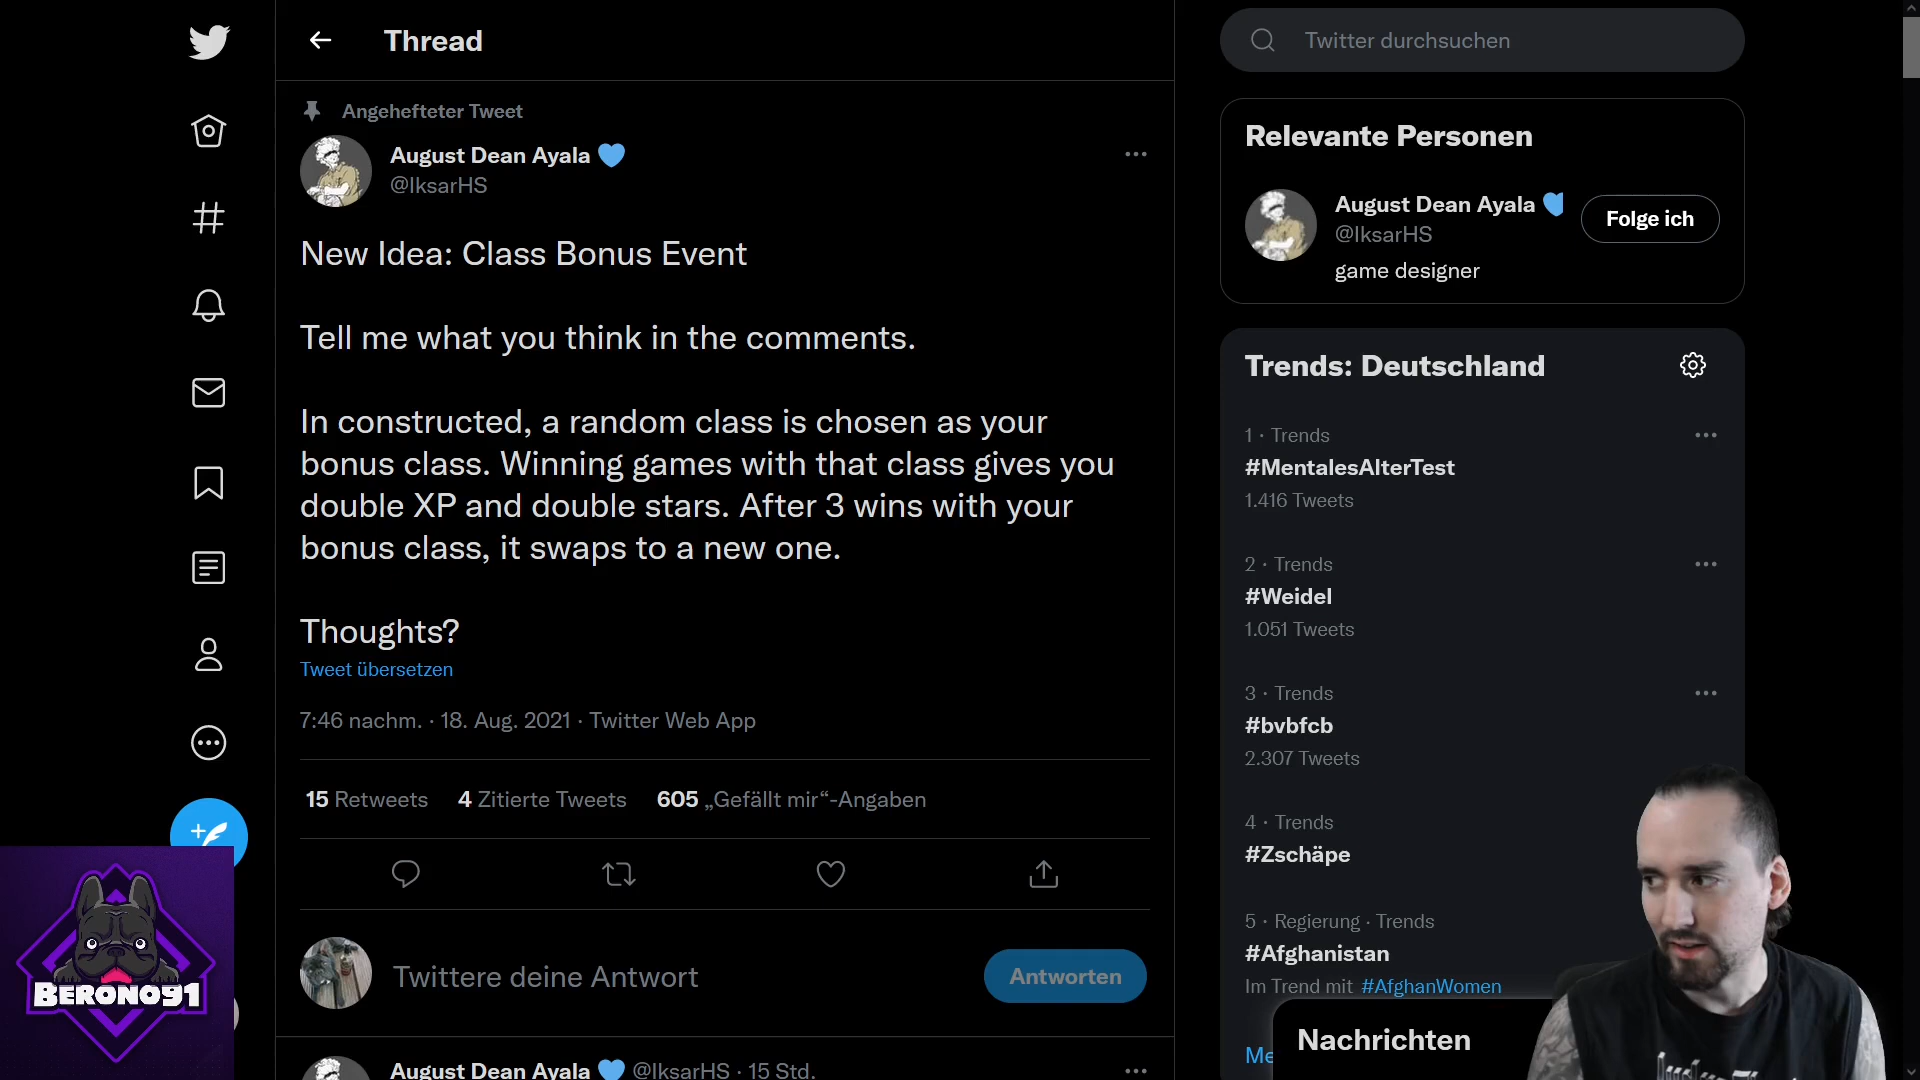 Thread
Twitter durchsuchen
Angehefteter Tweet
August Dean Ayala
@IksarHS
New Idea: Class Bonus Event
Tell me what you think in the comments.
In constructed, a random class is chosen as your
bonus class. Winning games with that class gives you
double XP and double stars. After 3 wins with your
bonus class, it swaps to a new one.
Thoughts?
Tweet übersetzen
7:46 nachm. · 18. Aug. 2021 · Twitter Web App
15 Retweets 4 Zitierte Tweets 605 „Gefällt mir“-Angaben
Twittere deine Antwort
Antworten
August Dean Ayala @IksarHS · 15 Std.
Relevante Personen
August Dean Ayala
@IksarHS
Folge ich
game designer
Trends: Deutschland
1 · Trends
#MentalesAlterTest
1.416 Tweets
2 · Trends
#Weidel
1.051 Tweets
3 · Trends
#bvbfcb
2.307 Tweets
4 · Trends
#Zschäpe
5 · Regierung · Trends
#Afghanistan
Im Trend mit #AfghanWomen
Me
Nachrichten
BERONO91